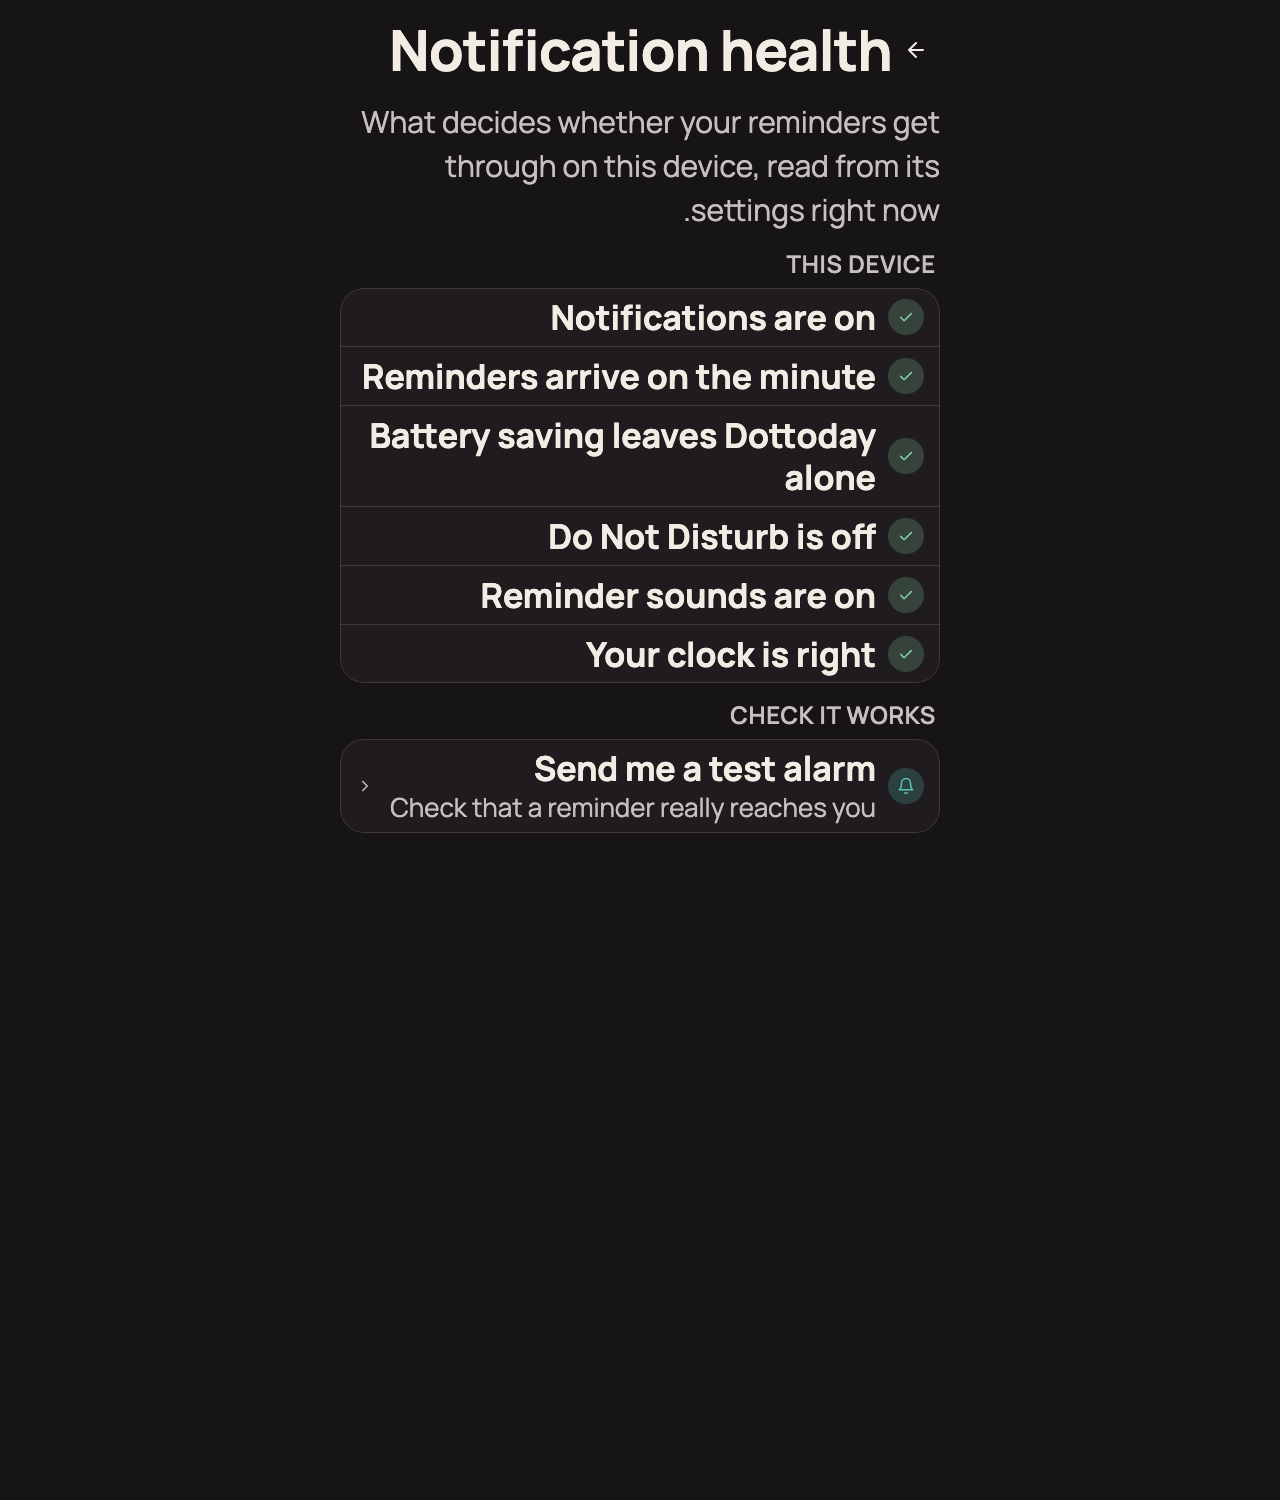 Notification health
What decides whether your reminders get
through on this device, read from its
settings right now.
THIS DEVICE
Notifications are on
Reminders arrive on the minute
Battery saving leaves Dottoday
alone
Do Not Disturb is off
Reminder sounds are on
Your clock is right
CHECK IT WORKS
Send me a test alarm
Check that a reminder really reaches you